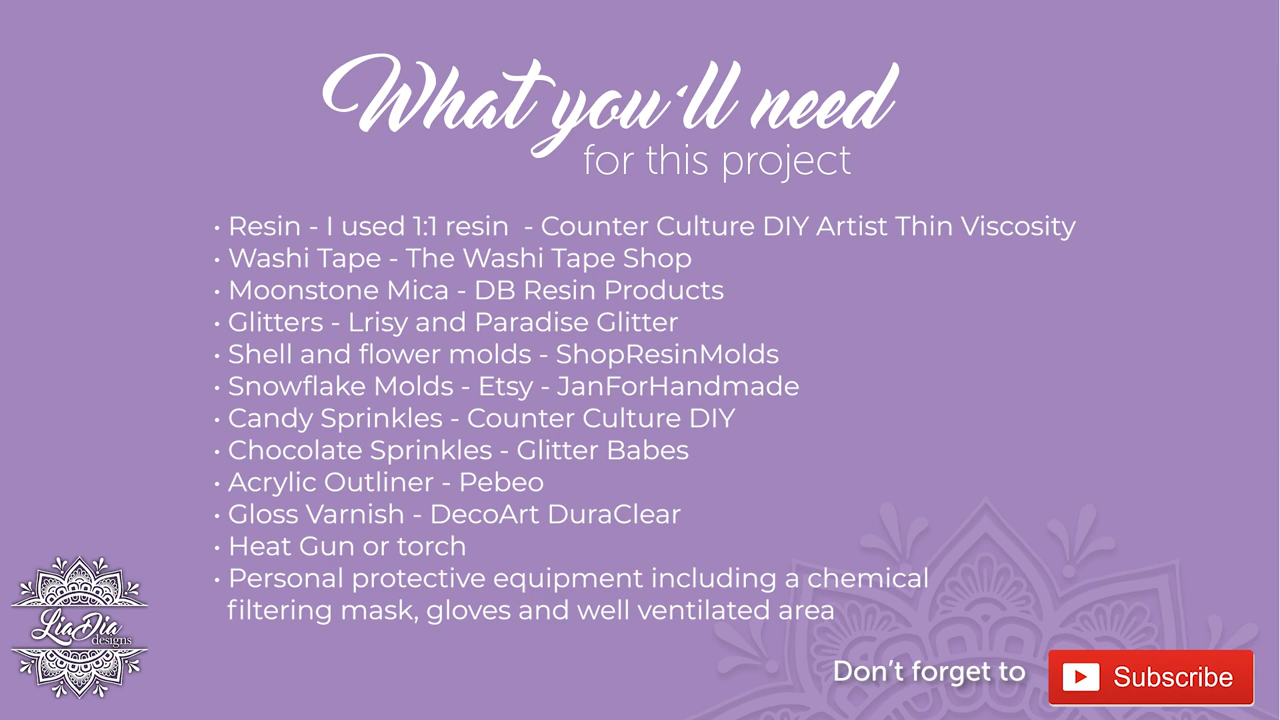 What you'll need
for this project
• Resin - I used 1:1 resin  - Counter Culture DIY Artist Thin Viscosity
• Washi Tape - The Washi Tape Shop
• Moonstone Mica - DB Resin Products
• Glitters - Lrisy and Paradise Glitter
• Shell and flower molds - ShopResinMolds
• Snowflake Molds - Etsy - JanForHandmade
• Candy Sprinkles - Counter Culture DIY
• Chocolate Sprinkles - Glitter Babes
• Acrylic Outliner - Pebeo
• Gloss Varnish - DecoArt DuraClear
• Heat Gun or torch
• Personal protective equipment including a chemical
filtering mask, gloves and well ventilated area
LiaDia
designs
Don't forget to
Subscribe